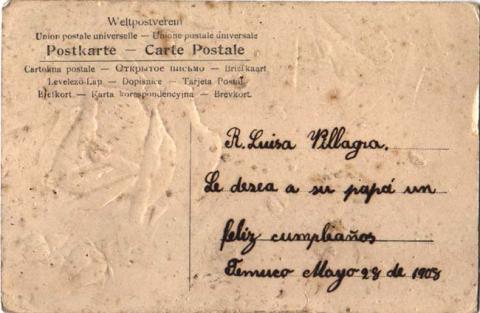 Weltpostverein
Union postale universelle — Unione postale universale
Postkarte — Carte Postale
Cartolina postale — Открытое письмо — Briefkaart
Levelező-Lap — Dopisnice — Tarjeta Postal
Brefkort — Karta korespondencyjna — Brevkort.
R. Luisa Villagra.
Le desea a su papá un
feliz cumpliaños
Temuco Mayo 28 de 1908